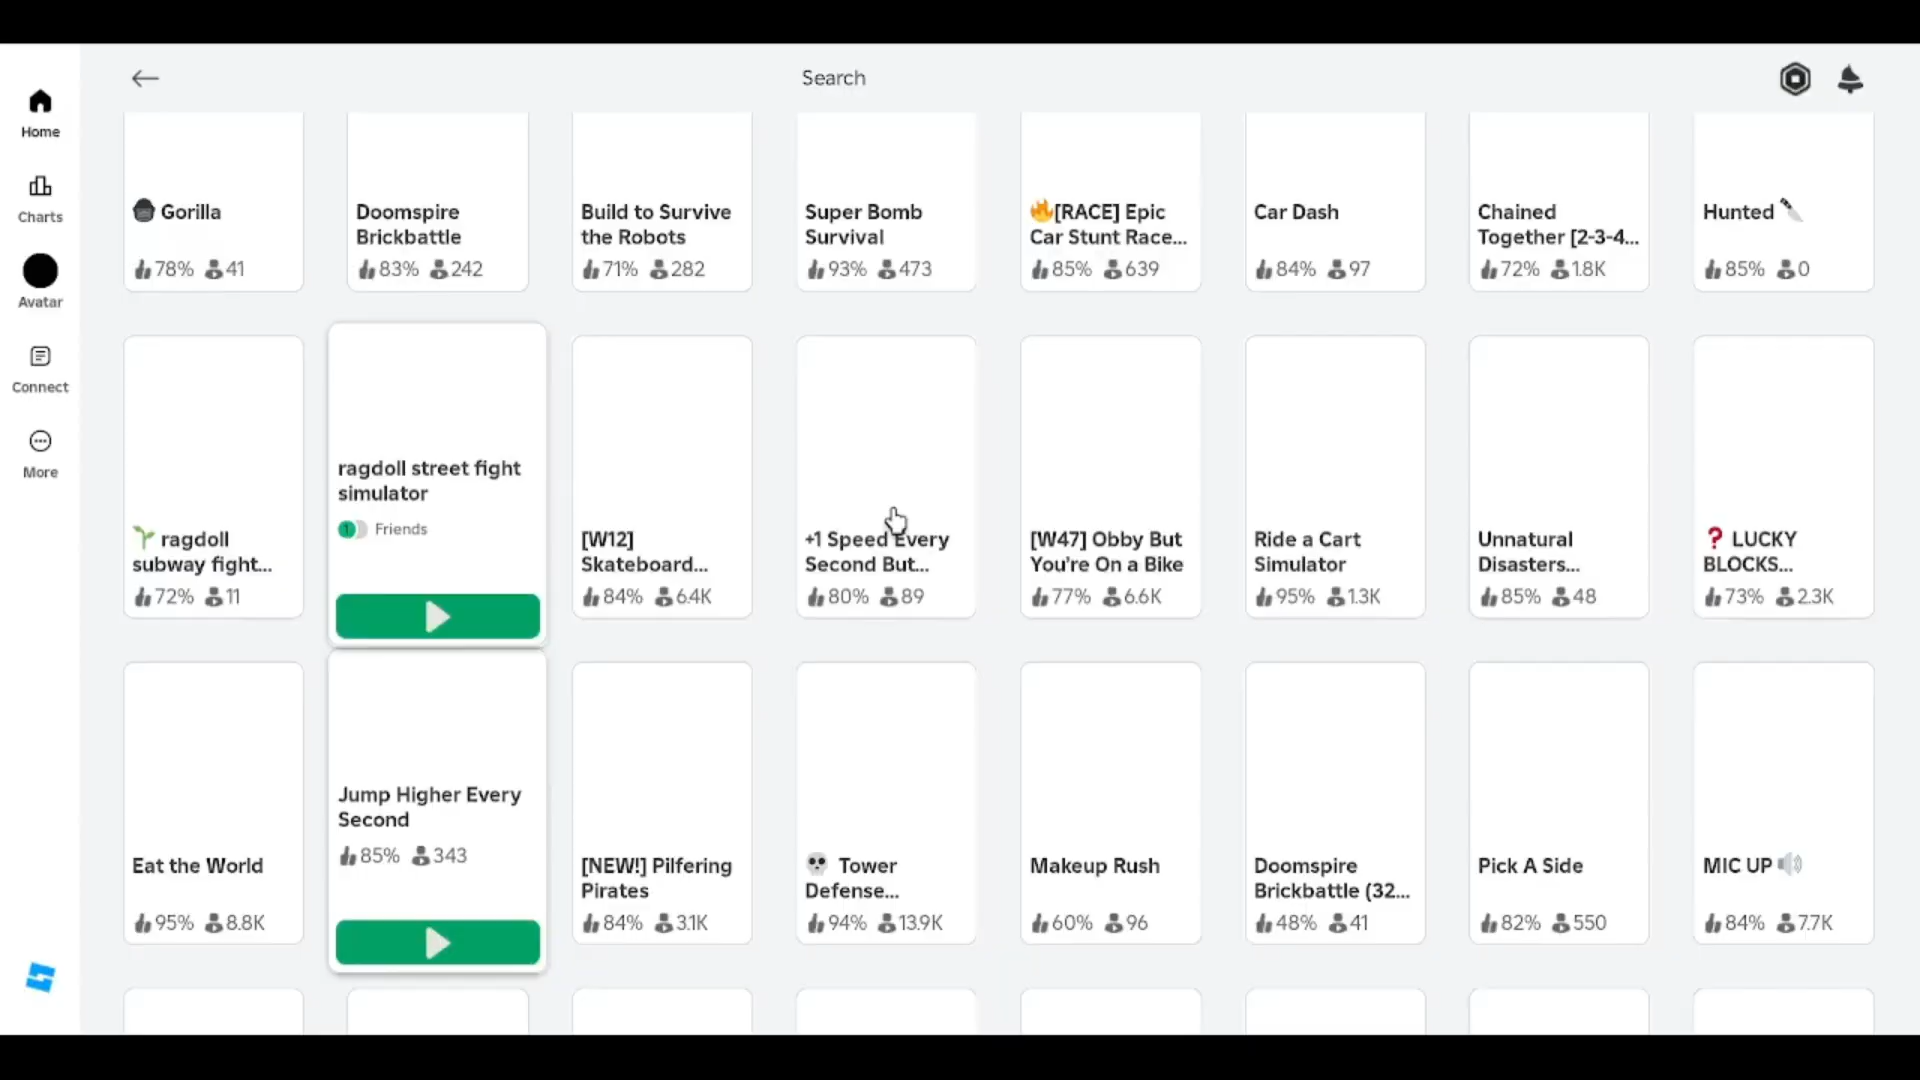 Search
Home
Charts
Avatar
Connect
More
Gorilla
78% 41
Doomspire
Brickbattle
83% 242
Build to Survive
the Robots
71% 282
Super Bomb
Survival
93% 473
🔥[RACE] Epic
Car Stunt Race...
85% 639
Car Dash
84% 97
Chained
Together [2-3-4...
72% 1.8K
Hunted 🔪
85% 0
🌱 ragdoll
subway fight...
72% 11
ragdoll street fight
simulator
1 Friends
[W12]
Skateboard...
84% 6.4K
+1 Speed Every
Second But...
80% 89
[W47] Obby But
You're On a Bike
77% 6.6K
Ride a Cart
Simulator
95% 1.3K
Unnatural
Disasters...
85% 48
❓ LUCKY
BLOCKS...
73% 2.3K
Eat the World
95% 8.8K
Jump Higher Every
Second
85% 343
[NEW!] Pilfering
Pirates
84% 3.1K
💀 Tower
Defense...
94% 13.9K
Makeup Rush
60% 96
Doomspire
Brickbattle (32...
48% 41
Pick A Side
82% 550
MIC UP 🔊
84% 7.7K